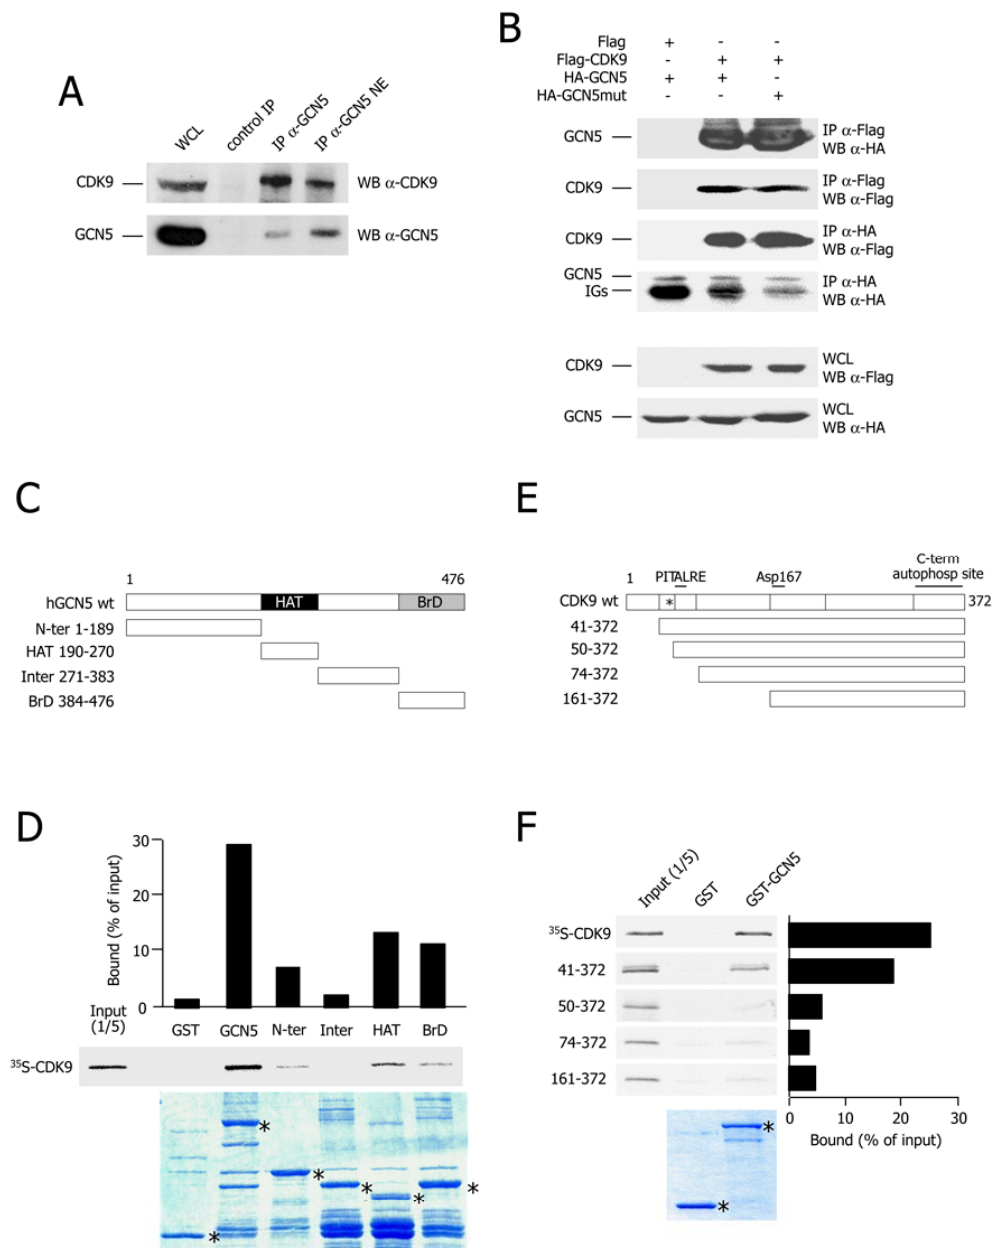 A
WCL
control IP
IP α-GCN5
IP α-GCN5 NE
CDK9
WB α-CDK9
GCN5
WB α-GCN5
B
Flag + - -
Flag-CDK9 - + +
HA-GCN5 + + -
HA-GCN5mut - - +
GCN5
IP α-Flag
WB α-HA
CDK9
IP α-Flag
WB α-Flag
CDK9
IP α-HA
WB α-Flag
GCN5
IGs
IP α-HA
WB α-HA
CDK9
WCL
WB α-Flag
GCN5
WCL
WB α-HA
C
1 476
hGCN5 wt HAT BrD
N-ter 1-189
HAT 190-270
Inter 271-383
BrD 384-476
E
C-term
1 PITALRE Asp167 autophosp site
CDK9 wt * 372
41-372
50-372
74-372
161-372
D
Bound (% of input)
30
20
10
0
Input
(1/5)
GST GCN5 N-ter Inter HAT BrD
³⁵S-CDK9
* * * * * *
F
Input (1/5)
GST
GST-GCN5
³⁵S-CDK9
41-372
50-372
74-372
161-372
0 10 20 30
Bound (% of input)
*
*